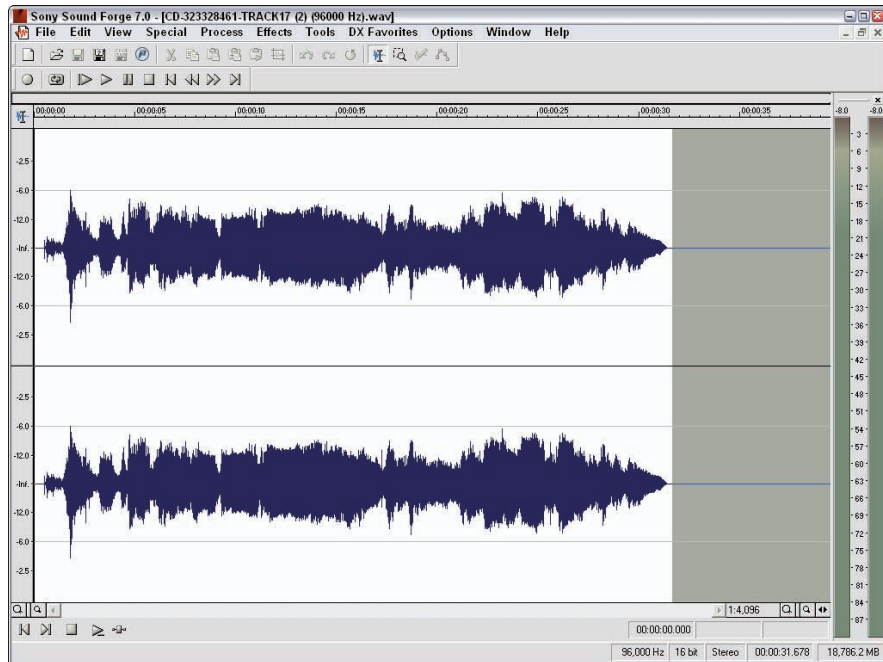 Sony Sound Forge 7.0 - [CD-323328461-TRACK17 (2) (96000 Hz).wav]
File Edit View Special Process Effects Tools DX Favorites Options Window Help
00:00:00 00:00:05 00:00:10 00:00:15 00:00:20 00:00:25 00:00:30 00:00:35
-2.5
-6.0
-12.0
-Inf.
-12.0
-6.0
-2.5
-2.5
-6.0
-12.0
-Inf.
-12.0
-6.0
-2.5
-8.0 -8.0
- 3 -
- 6 -
- 9 -
- 12 -
- 15 -
- 18 -
- 21 -
- 24 -
- 27 -
- 30 -
- 33 -
- 36 -
- 39 -
- 42 -
- 45 -
- 48 -
- 51 -
- 54 -
- 57 -
- 60 -
- 63 -
- 66 -
- 69 -
- 72 -
- 75 -
- 78 -
- 81 -
- 84 -
- 87 -
1:4,096
00:00:00.000
96,000 Hz 16 bit Stereo 00:00:31.678 18,786.2 MB